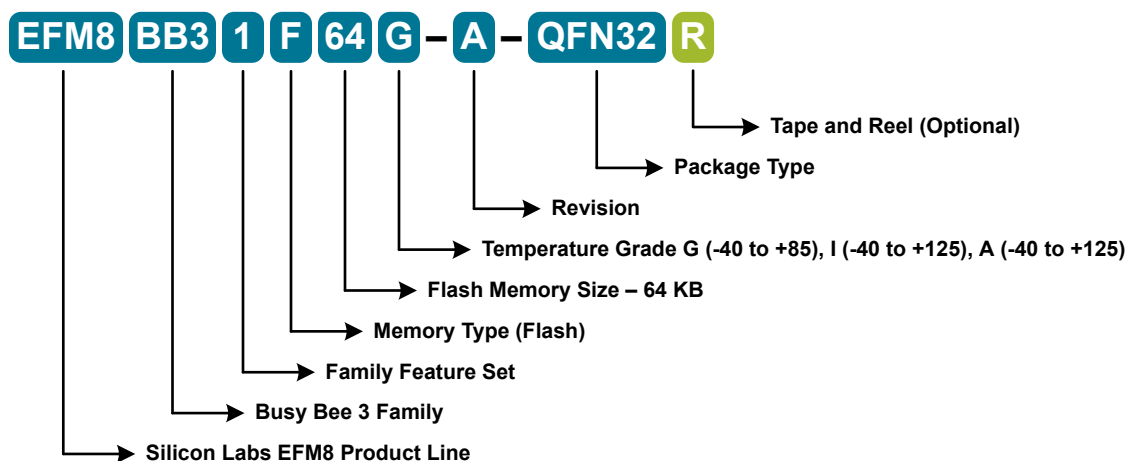 EFM8 BB3 1 F 64 G – A – QFN32 R
Tape and Reel (Optional)
Package Type
Revision
Temperature Grade G (-40 to +85), I (-40 to +125), A (-40 to +125)
Flash Memory Size – 64 KB
Memory Type (Flash)
Family Feature Set
Busy Bee 3 Family
Silicon Labs EFM8 Product Line